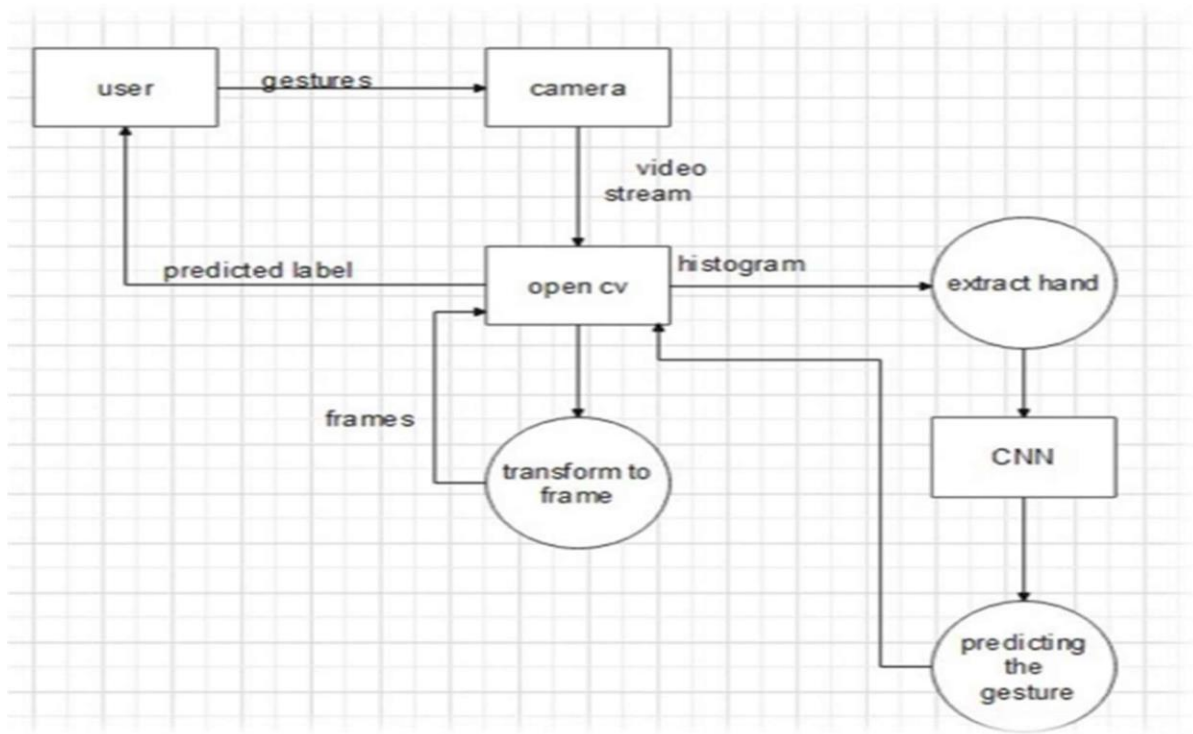 user
gestures
camera
video
stream
predicted label
open cv
histogram
extract hand
frames
transform to
frame
CNN
predicting
the
gesture